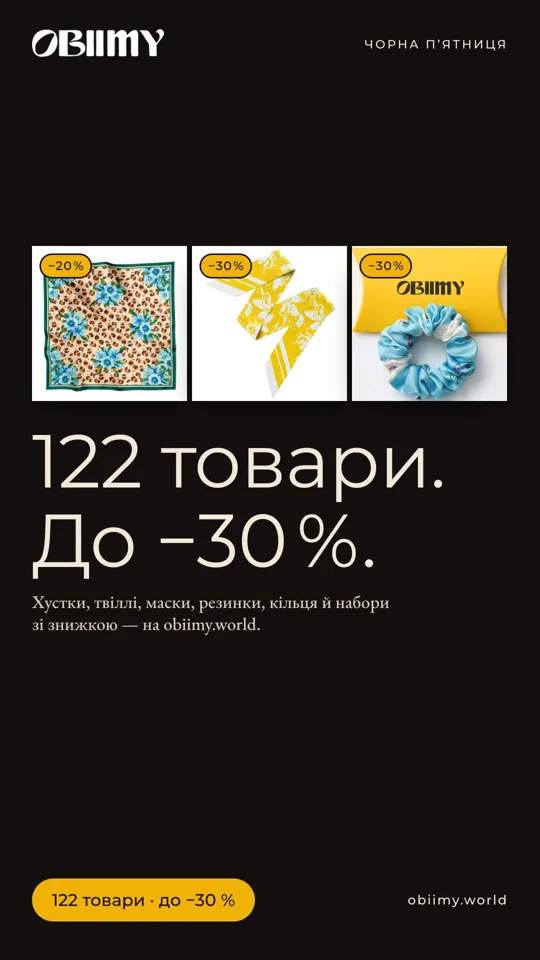 OBIIMY
ЧОРНА П'ЯТНИЦЯ
−20 %
−30 %
−30 %
OBIIMY
122 товари.
До −30 %.
Хустки, твіллі, маски, резинки, кільця й набори
зі знижкою — на obiimy.world.
122 товари · до −30 %
obiimy.world